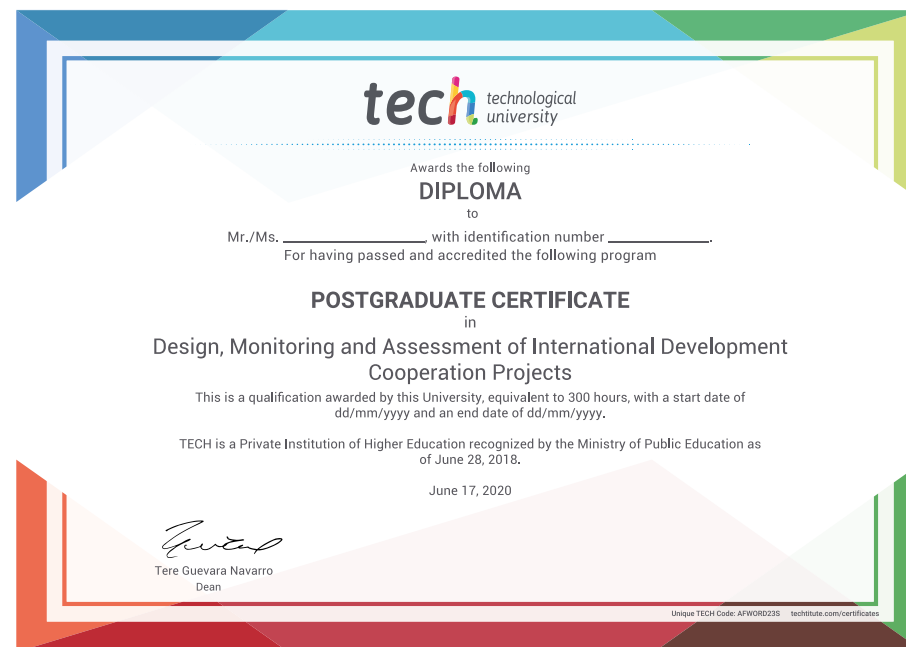 tech technological
university
Awards the following
DIPLOMA
to
Mr./Ms. ____________________, with identification number ______________.
For having passed and accredited the following program
POSTGRADUATE CERTIFICATE
in
Design, Monitoring and Assessment of International Development
Cooperation Projects
This is a qualification awarded by this University, equivalent to 300 hours, with a start date of
dd/mm/yyyy and an end date of dd/mm/yyyy.
TECH is a Private Institution of Higher Education recognized by the Ministry of Public Education as
of June 28, 2018.
June 17, 2020
Tere Guevara Navarro
Dean
Unique TECH Code: AFWORD23S techtitute.com/certificates